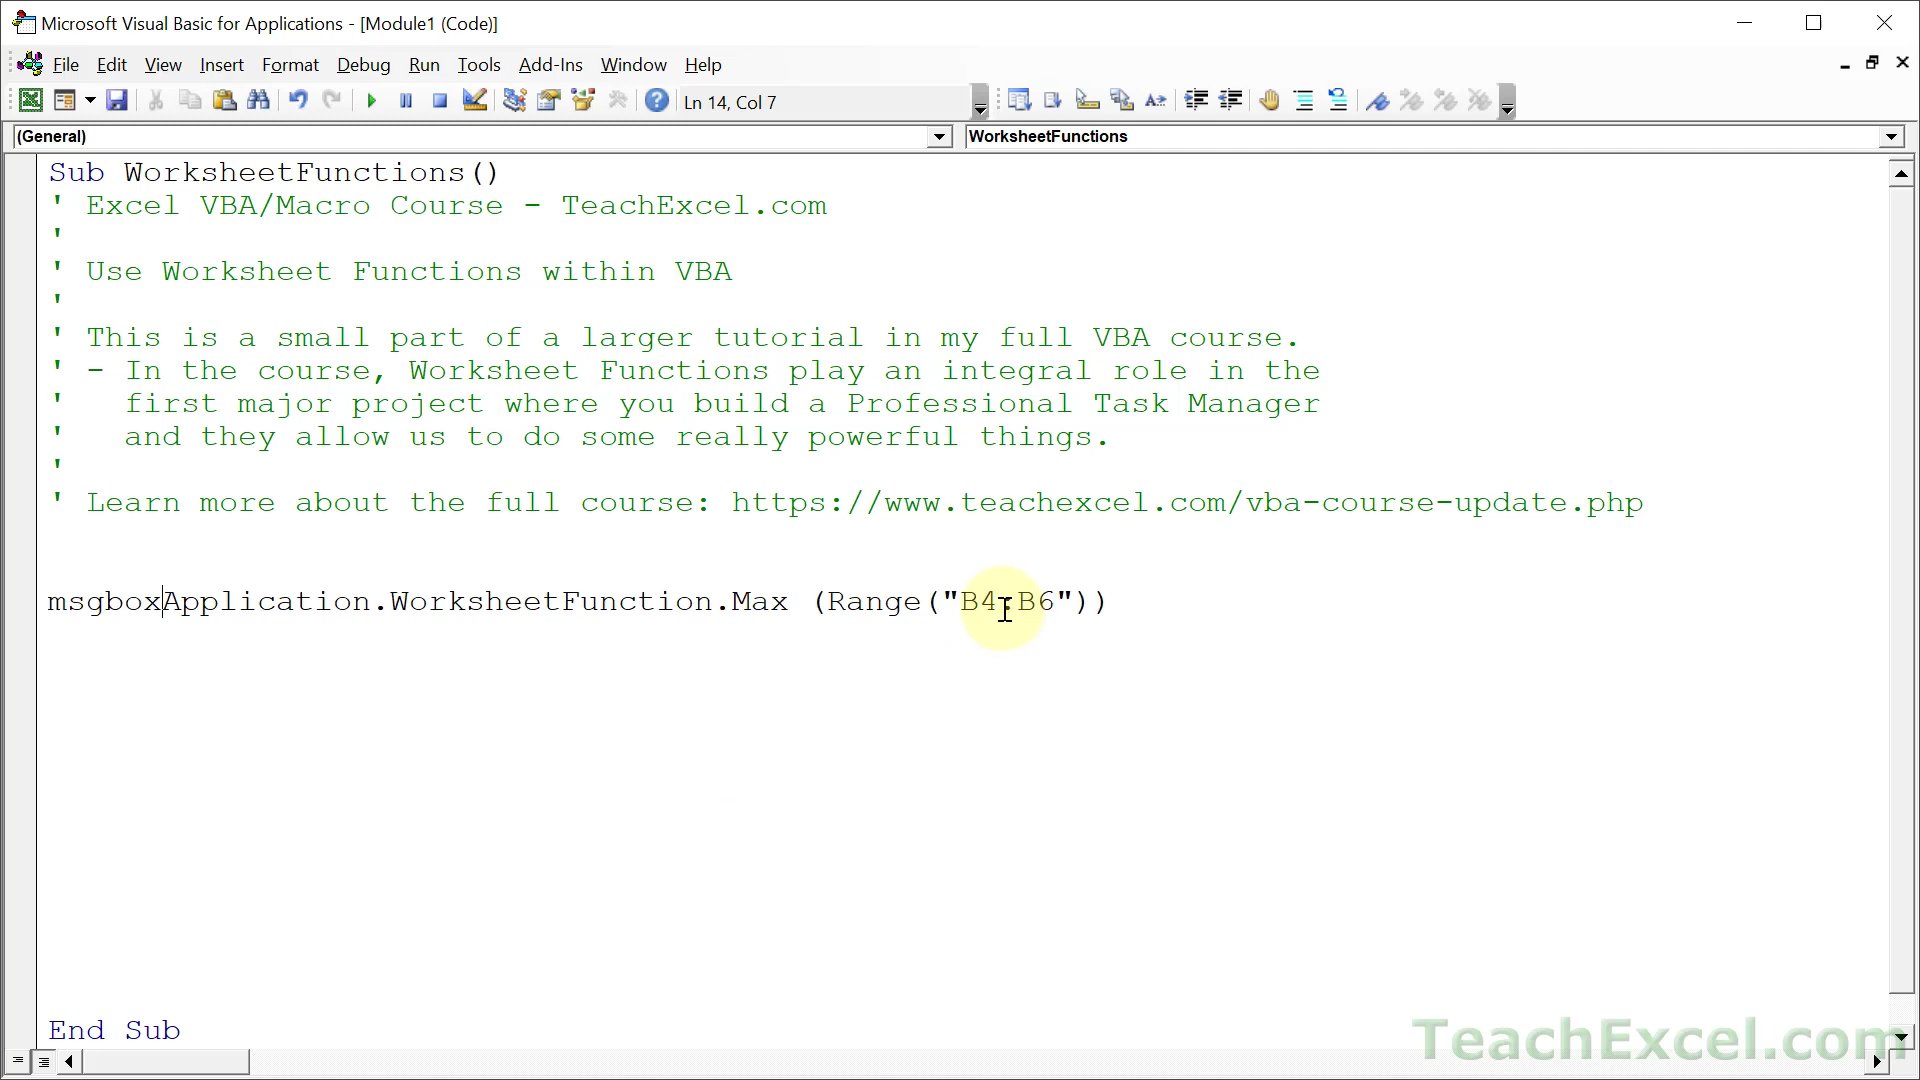 Microsoft Visual Basic for Applications - [Module1 (Code)]
File Edit View Insert Format Debug Run Tools Add-Ins Window Help
Ln 14, Col 7
(General) WorksheetFunctions
Sub WorksheetFunctions()
' Excel VBA/Macro Course - TeachExcel.com
'
' Use Worksheet Functions within VBA
'
' This is a small part of a larger tutorial in my full VBA course.
' - In the course, Worksheet Functions play an integral role in the
'   first major project where you build a Professional Task Manager
'   and they allow us to do some really powerful things.
'
' Learn more about the full course: https://www.teachexcel.com/vba-course-update.php
msgboxApplication.WorksheetFunction.Max (Range("B4:B6"))
End Sub
TeachExcel.com